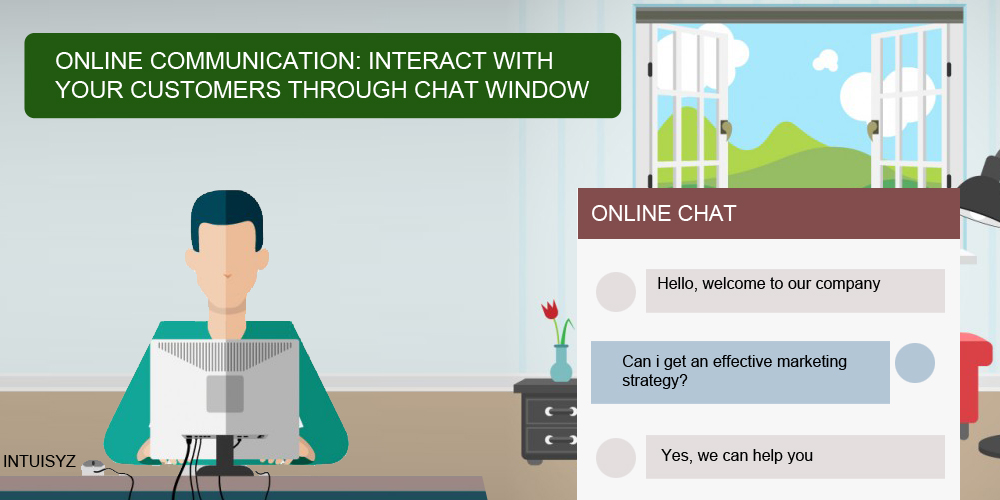 ONLINE COMMUNICATION: INTERACT WITH
YOUR CUSTOMERS THROUGH CHAT WINDOW
ONLINE CHAT
Hello, welcome to our company
Can i get an effective marketing
strategy?
Yes, we can help you
INTUISYZ